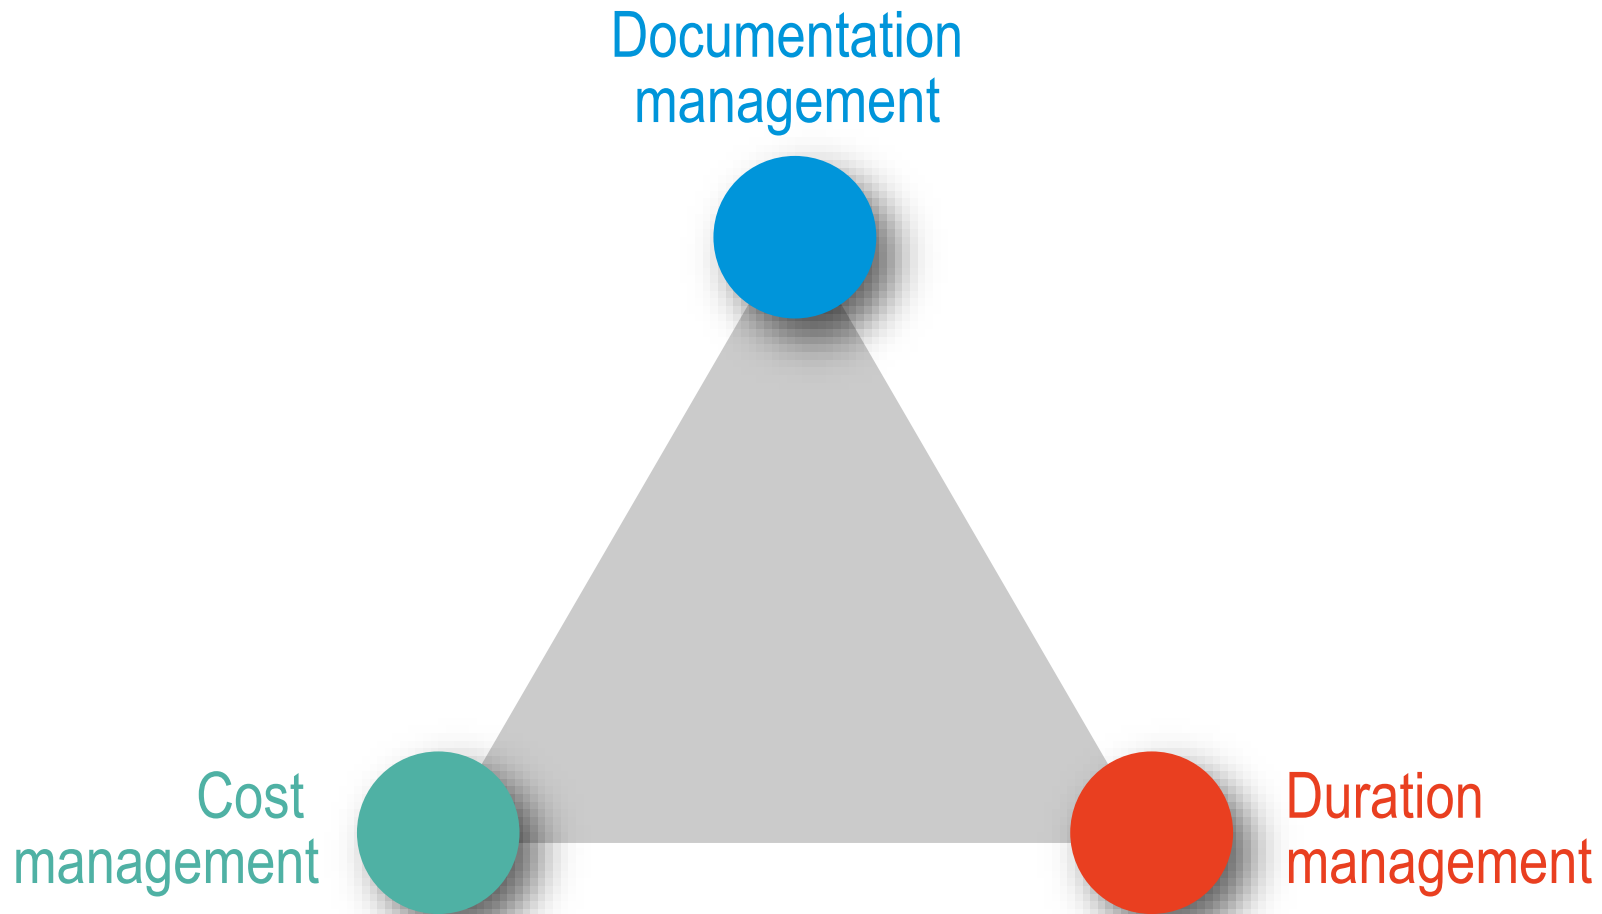 Documentation
management
Cost
management
Duration
management